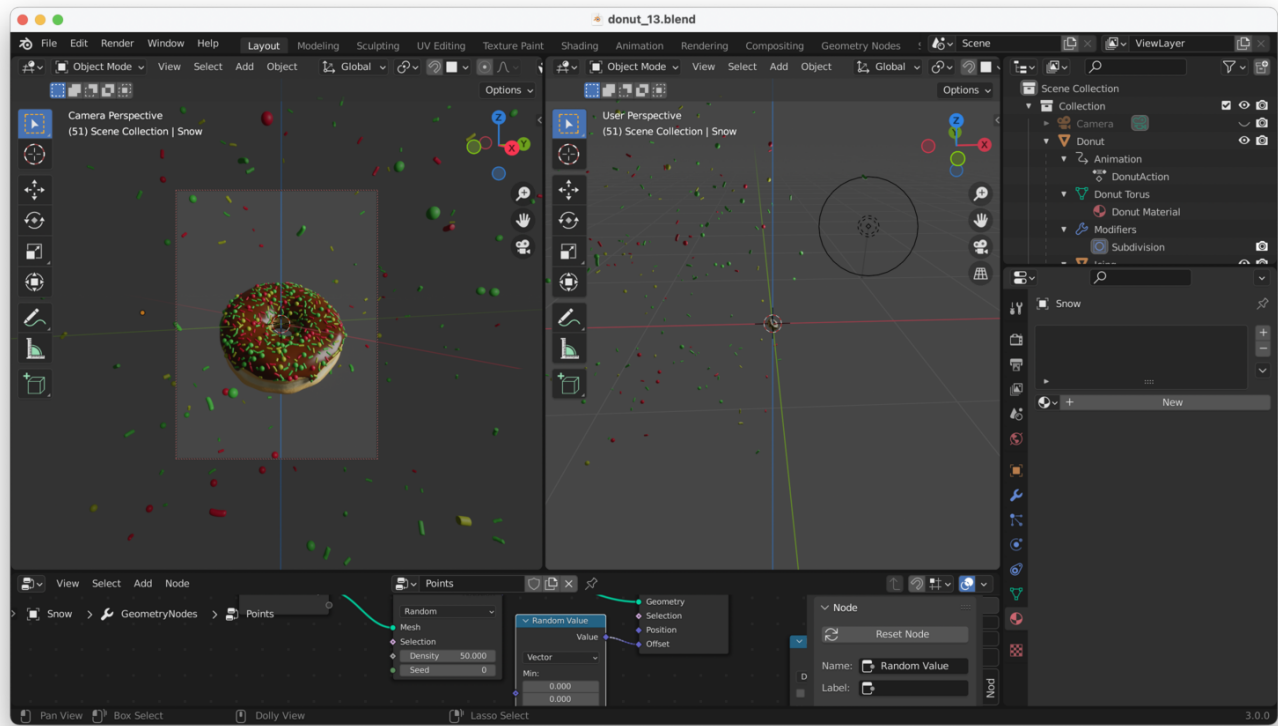 donut_13.blend
File Edit Render Window Help Layout Modeling Sculpting UV Editing Texture Paint Shading Animation Rendering Compositing Geometry Nodes Scene ViewLayer
Object Mode View Select Add Object Global
Options
Camera Perspective
(51) Scene Collection | Snow
Z
Y
X
Object Mode View Select Add Object Global
Options
User Perspective
(51) Scene Collection | Snow
Z
X
Scene Collection
Collection
Camera
Donut
Animation
DonutAction
Donut Torus
Donut Material
Modifiers
Subdivision
Snow
New
View Select Add Node Points
Snow GeometryNodes Points
Random
Mesh
Selection
Density 50.000
Seed 0
Random Value
Value
Vector
Min:
0.000
0.000
Geometry
Selection
Position
Offset
D
Node
Reset Node
Name: Random Value
Label:
Nod
Pan View Box Select Dolly View Lasso Select 3.0.0